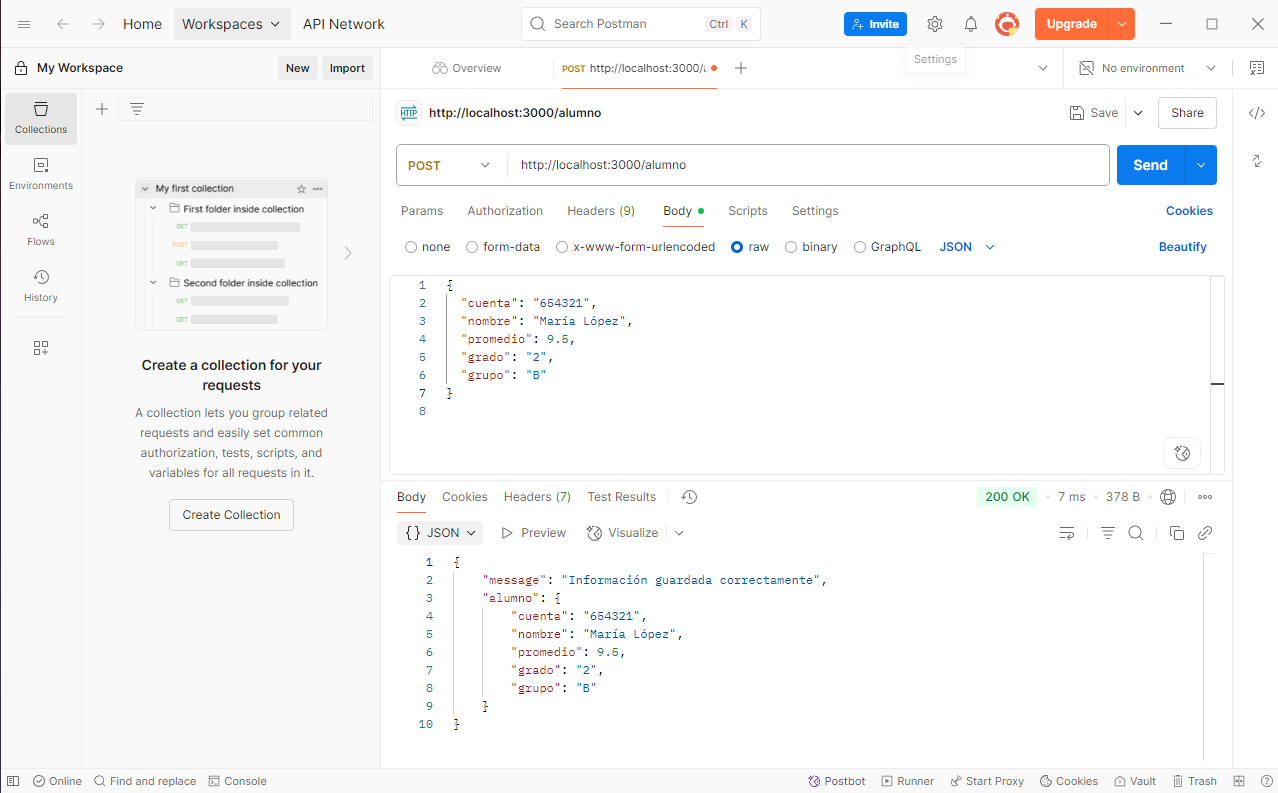 Home Workspaces API Network Search Postman Ctrl K Invite Upgrade
Settings
My Workspace New Import Overview POST http://localhost:3000/a No environment
Collections
Environments
Flows
History
My first collection
First folder inside collection
GET
POST
GET
Second folder inside collection
GET
GET
Create a collection for your
requests
A collection lets you group related
requests and easily set common
authorization, tests, scripts, and
variables for all requests in it.
Create Collection
HTTP http://localhost:3000/alumno Save Share
POST http://localhost:3000/alumno Send
Params Authorization Headers (9) Body Scripts Settings Cookies
none form-data x-www-form-urlencoded raw binary GraphQL JSON Beautify
1 {
2 "cuenta": "654321",
3 "nombre": "María López",
4 "promedio": 9.5,
5 "grado": "2",
6 "grupo": "B"
7 }
8
Body Cookies Headers (7) Test Results 200 OK • 7 ms • 378 B
{} JSON Preview Visualize
1 {
2 "message": "Información guardada correctamente",
3 "alumno": {
4 "cuenta": "654321",
5 "nombre": "María López",
6 "promedio": 9.5,
7 "grado": "2",
8 "grupo": "B"
9 }
10 }
Online Find and replace Console Postbot Runner Start Proxy Cookies Vault Trash